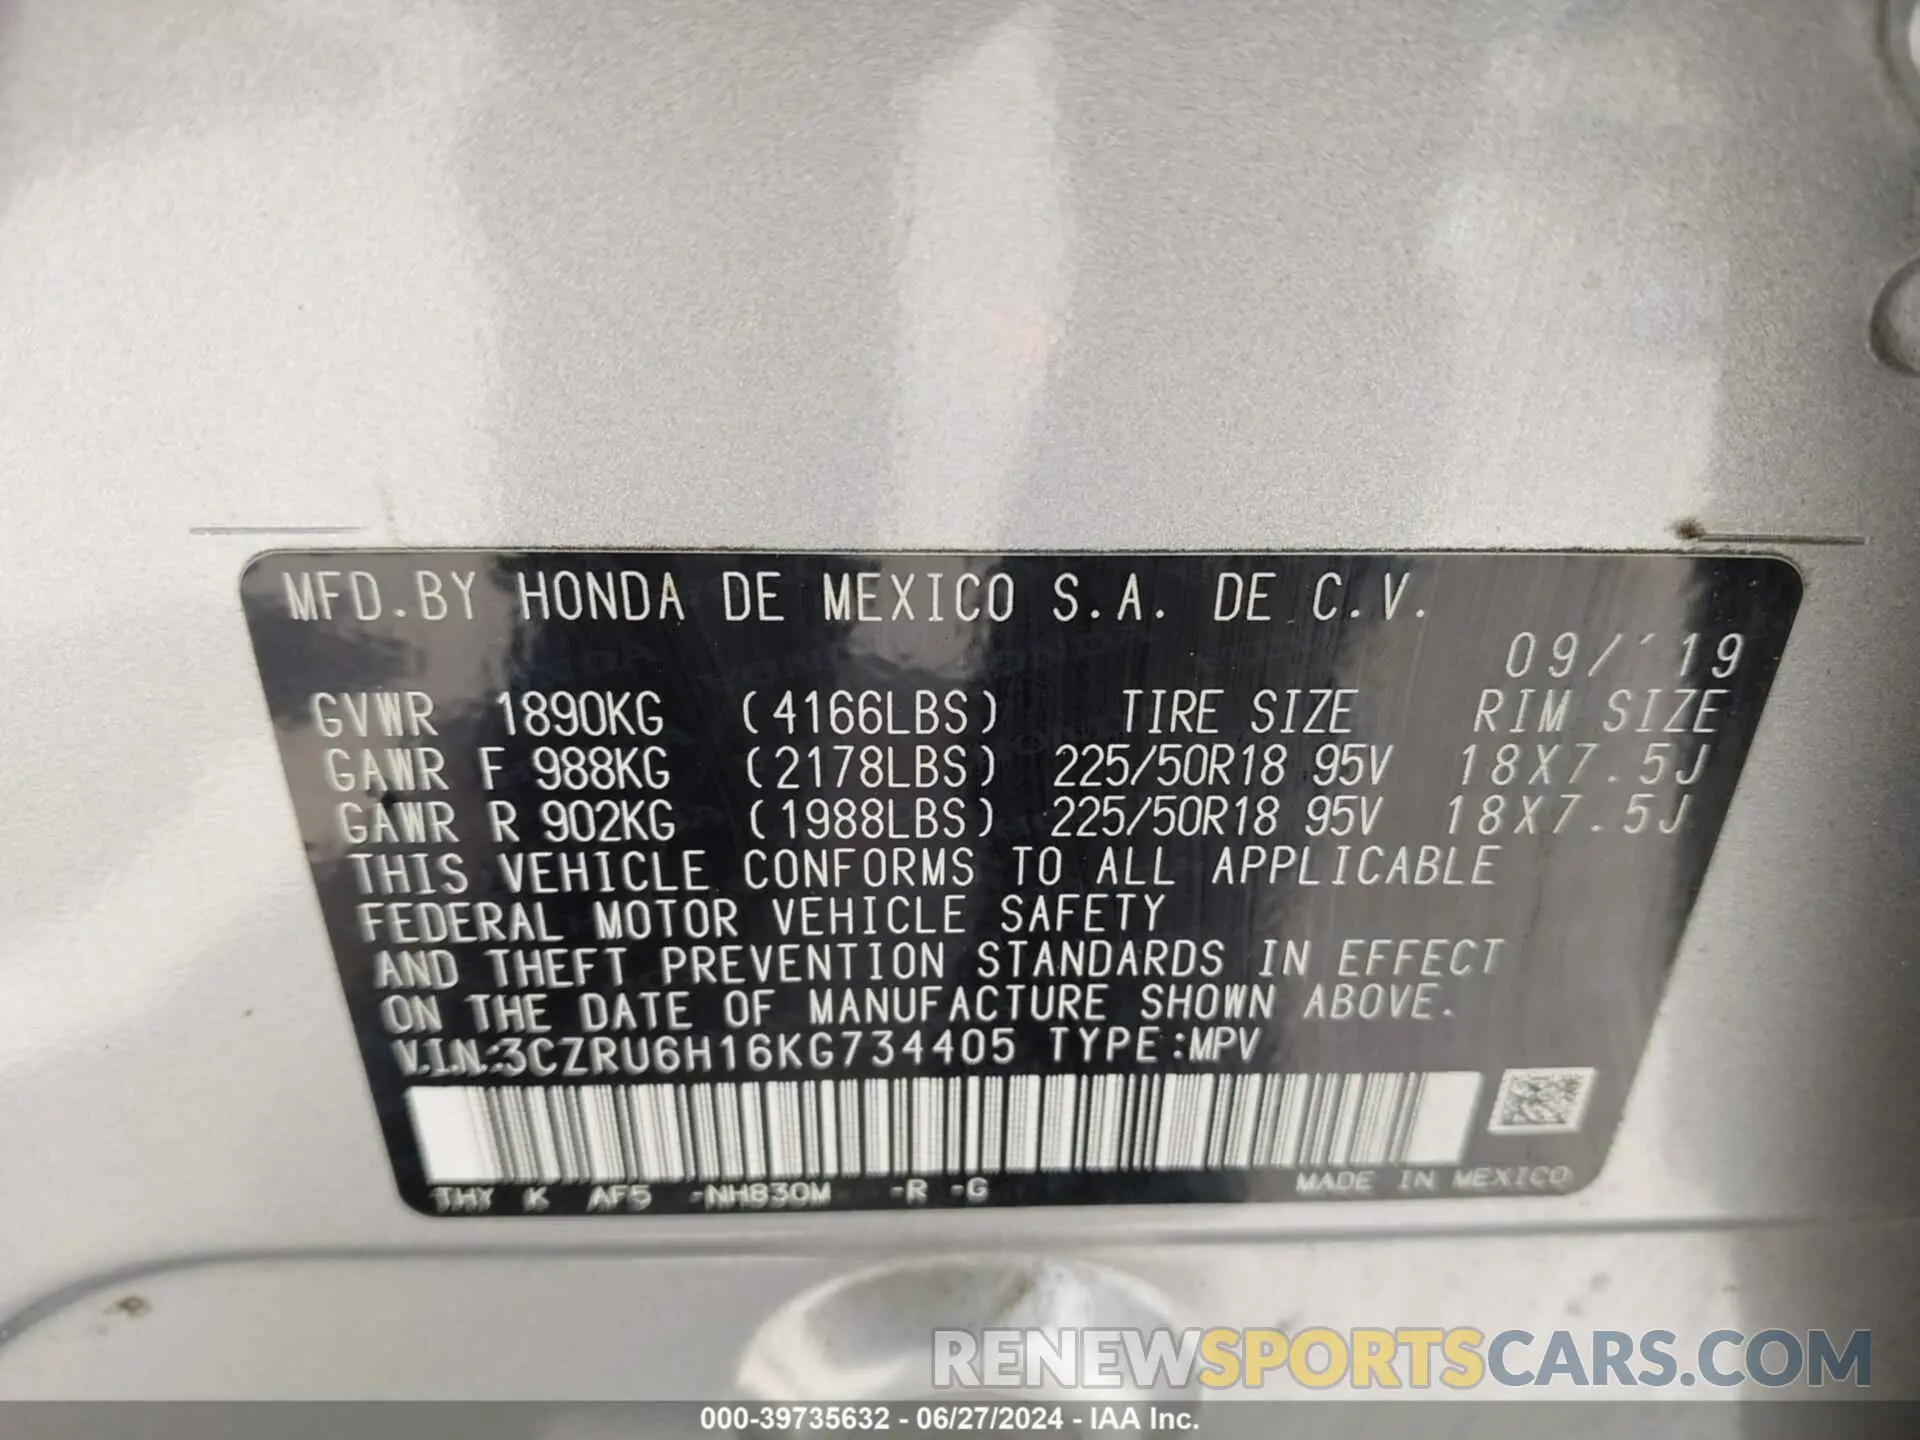 MFD.BY HONDA DE MEXICO S.A. DE C.V.
09/'19
GVWR 1890KG (4166LBS) TIRE SIZE RIM SIZE
GAWR F 988KG (2178LBS) 225/50R18 95V 18X7.5J
GAWR R 902KG (1988LBS) 225/50R18 95V 18X7.5J
THIS VEHICLE CONFORMS TO ALL APPLICABLE
FEDERAL MOTOR VEHICLE SAFETY
AND THEFT PREVENTION STANDARDS IN EFFECT
ON THE DATE OF MANUFACTURE SHOWN ABOVE.
V.I.N:3CZRU6H16KG734405 TYPE:MPV
THY K AF5 -NH830M -R -G MADE IN MEXICO
RENEWSPORTSCARS.COM
000-39735632 - 06/27/2024 - IAA Inc.